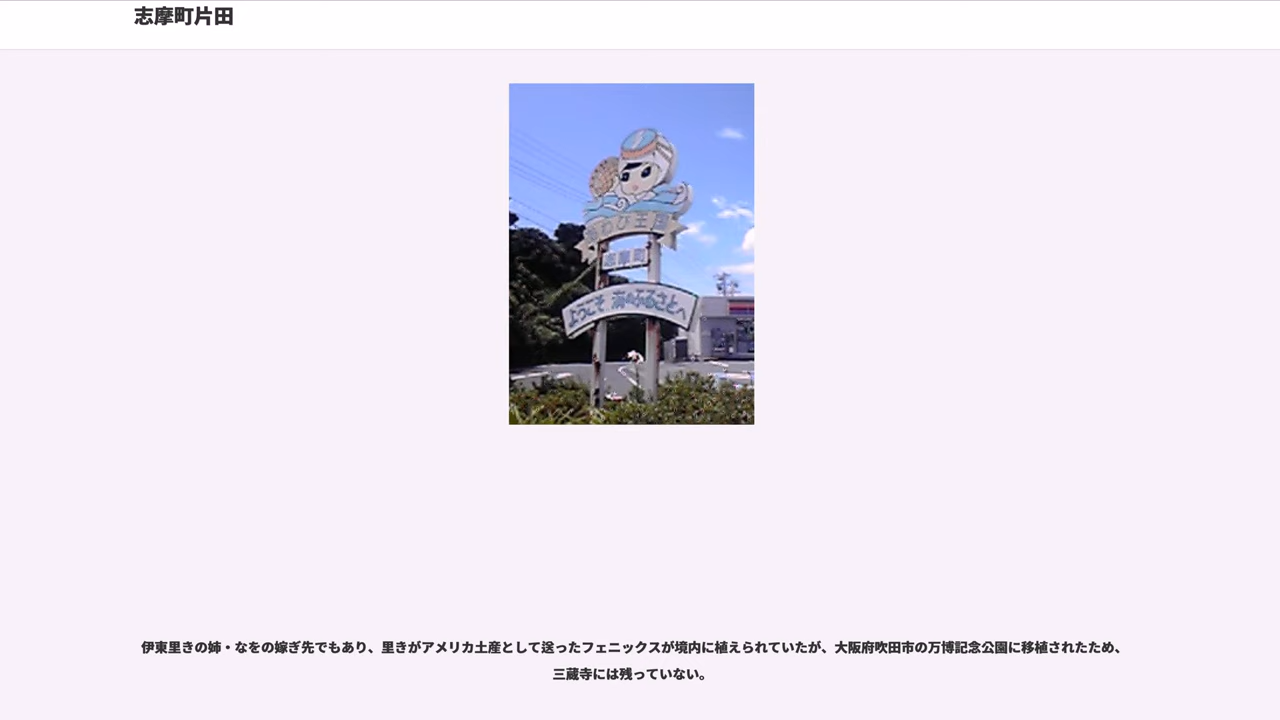 志摩町片田
あわび王国
志摩町
ようこそ 海のふるさとへ
伊東里きの姉・なをの嫁ぎ先でもあり、里きがアメリカ土産として送ったフェニックスが境内に植えられていたが、大阪府吹田市の万博記念公園に移植されたため、
三蔵寺には残っていない。